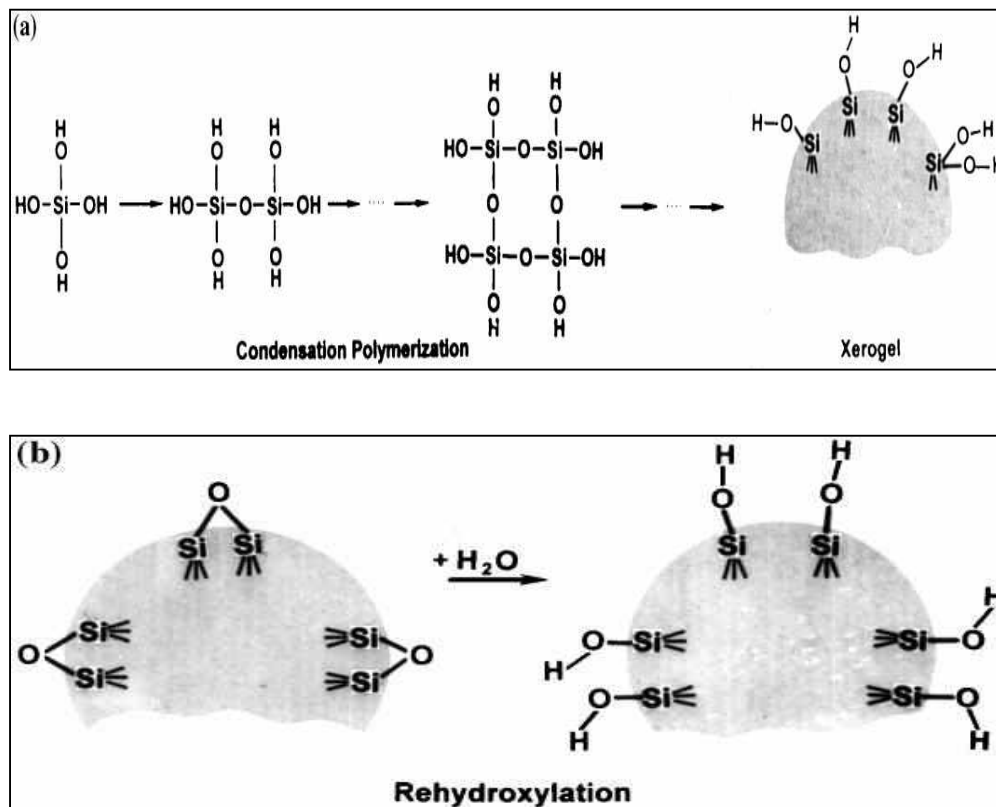 (a)
H H H H H H H
O O O O O O O
HO-Si-OH HO-Si-O-Si-OH HO-Si-O-Si-OH
O O O O O
H H H O O
HO-Si-O-Si-OH
O O
H H
H-O Si
H O Si
H O Si
Si O-H
O-H
Condensation Polymerization
Xerogel
(b)
O
Si Si
O Si
Si
Si O
Si
+ H₂O
H H
O O
Si Si
H O Si
H O Si
Si O H
Si O H
Rehydroxylation